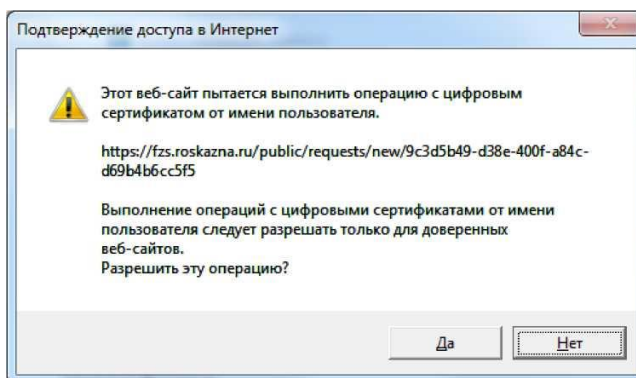 Подтверждение доступа в Интернет
Этот веб-сайт пытается выполнить операцию с цифровым
сертификатом от имени пользователя.
https://fzs.roskazna.ru/public/requests/new/9c3d5b49-d38e-400f-a84c-
d69b4b6cc5f5
Выполнение операций с цифровыми сертификатами от имени
пользователя следует разрешать только для доверенных
веб-сайтов.
Разрешить эту операцию?
Да
Нет